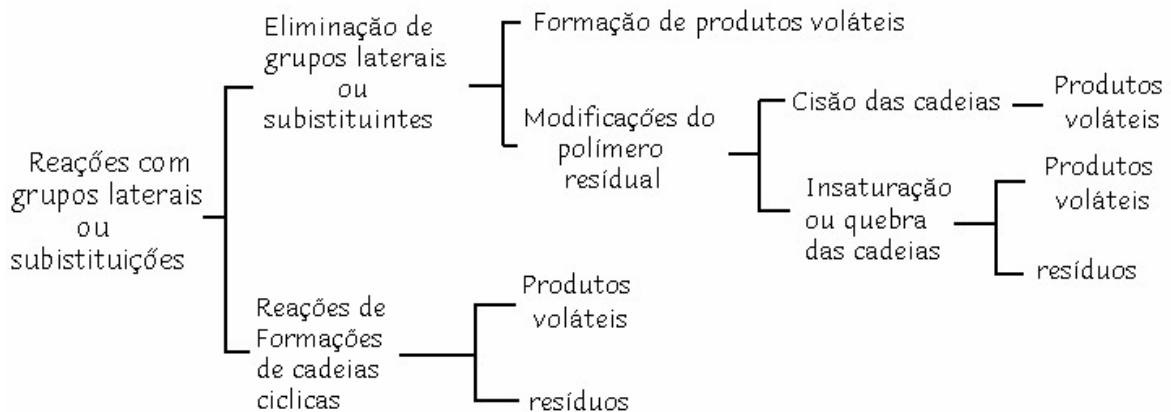 Reações com
grupos laterais
ou
subistituições
Eliminação de
grupos laterais
ou
subistituintes
Formação de produtos voláteis
Modificações do
polímero
resídual
Cisão das cadeias
Produtos
voláteis
Insaturação
ou quebra
das cadeias
Produtos
voláteis
resíduos
Reações de
Formações
de cadeias
ciclicas
Produtos
voláteis
resíduos